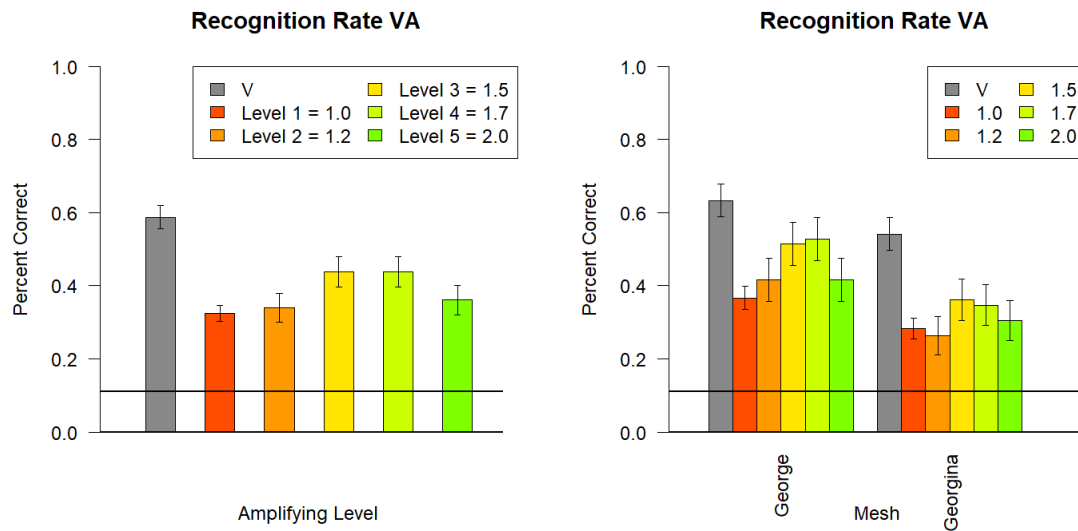 Recognition Rate VA
1.0
0.8
0.6
0.4
0.2
0.0
Percent Correct
V
Level 1 = 1.0
Level 2 = 1.2
Level 3 = 1.5
Level 4 = 1.7
Level 5 = 2.0
Amplifying Level
Recognition Rate VA
1.0
0.8
0.6
0.4
0.2
0.0
Percent Correct
V
1.0
1.2
1.5
1.7
2.0
George
Georgina
Mesh